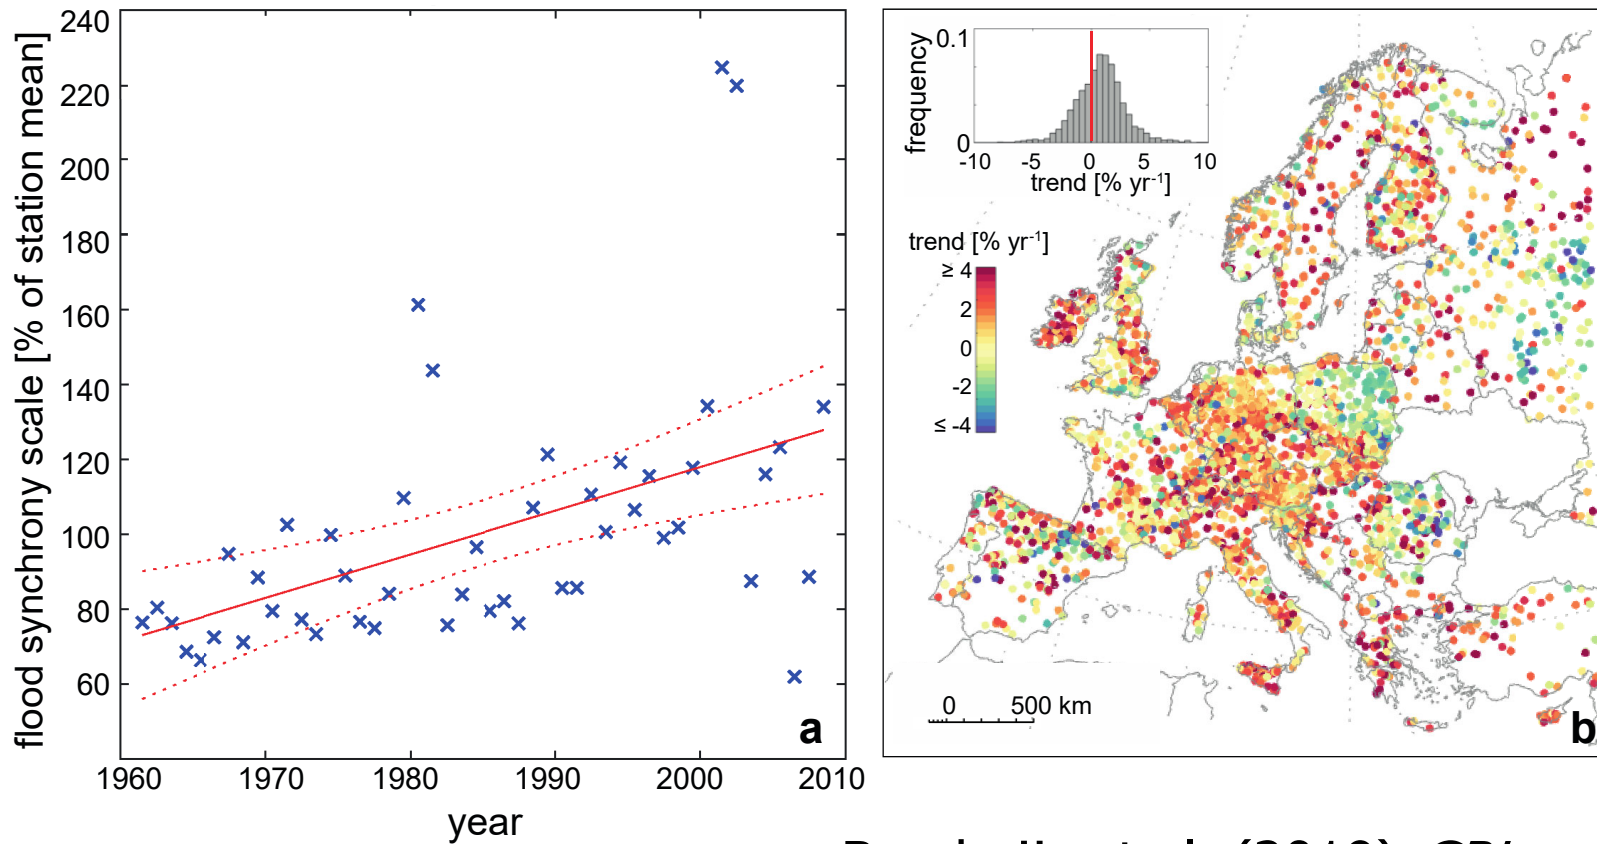 flood synchrony scale [% of station mean]
240
220
200
180
160
140
120
100
80
60
1960 1970 1980 1990 2000 2010
year
a
frequency
0.1
0
-10 -5 0 5 10
trend [% yr-1]
trend [% yr-1]
≥ 4
2
0
-2
≤ -4
0 500 km
b